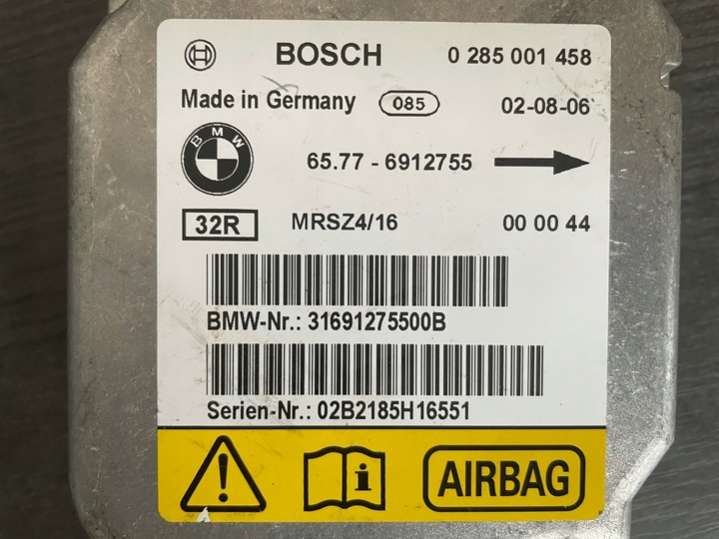 BOSCH 0 285 001 458
Made in Germany 085 02-08-06
BMW 65.77 - 6912755
32R MRSZ4/16 00 00 44
BMW-Nr.: 31691275500B
Serien-Nr.: 02B2185H16551
! i AIRBAG